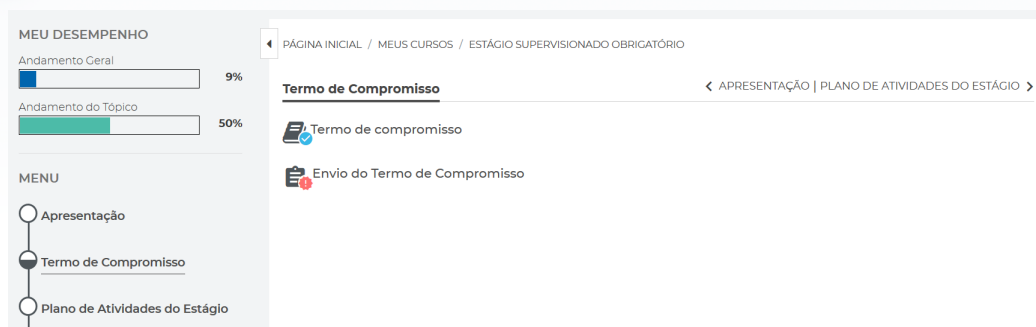 MEU DESEMPENHO
Andamento Geral
9%
Andamento do Tópico
50%
MENU
Apresentação
Termo de Compromisso
Plano de Atividades do Estágio
PÁGINA INICIAL / MEUS CURSOS / ESTÁGIO SUPERVISIONADO OBRIGATÓRIO
Termo de Compromisso
APRESENTAÇÃO | PLANO DE ATIVIDADES DO ESTÁGIO
Termo de compromisso
Envio do Termo de Compromisso